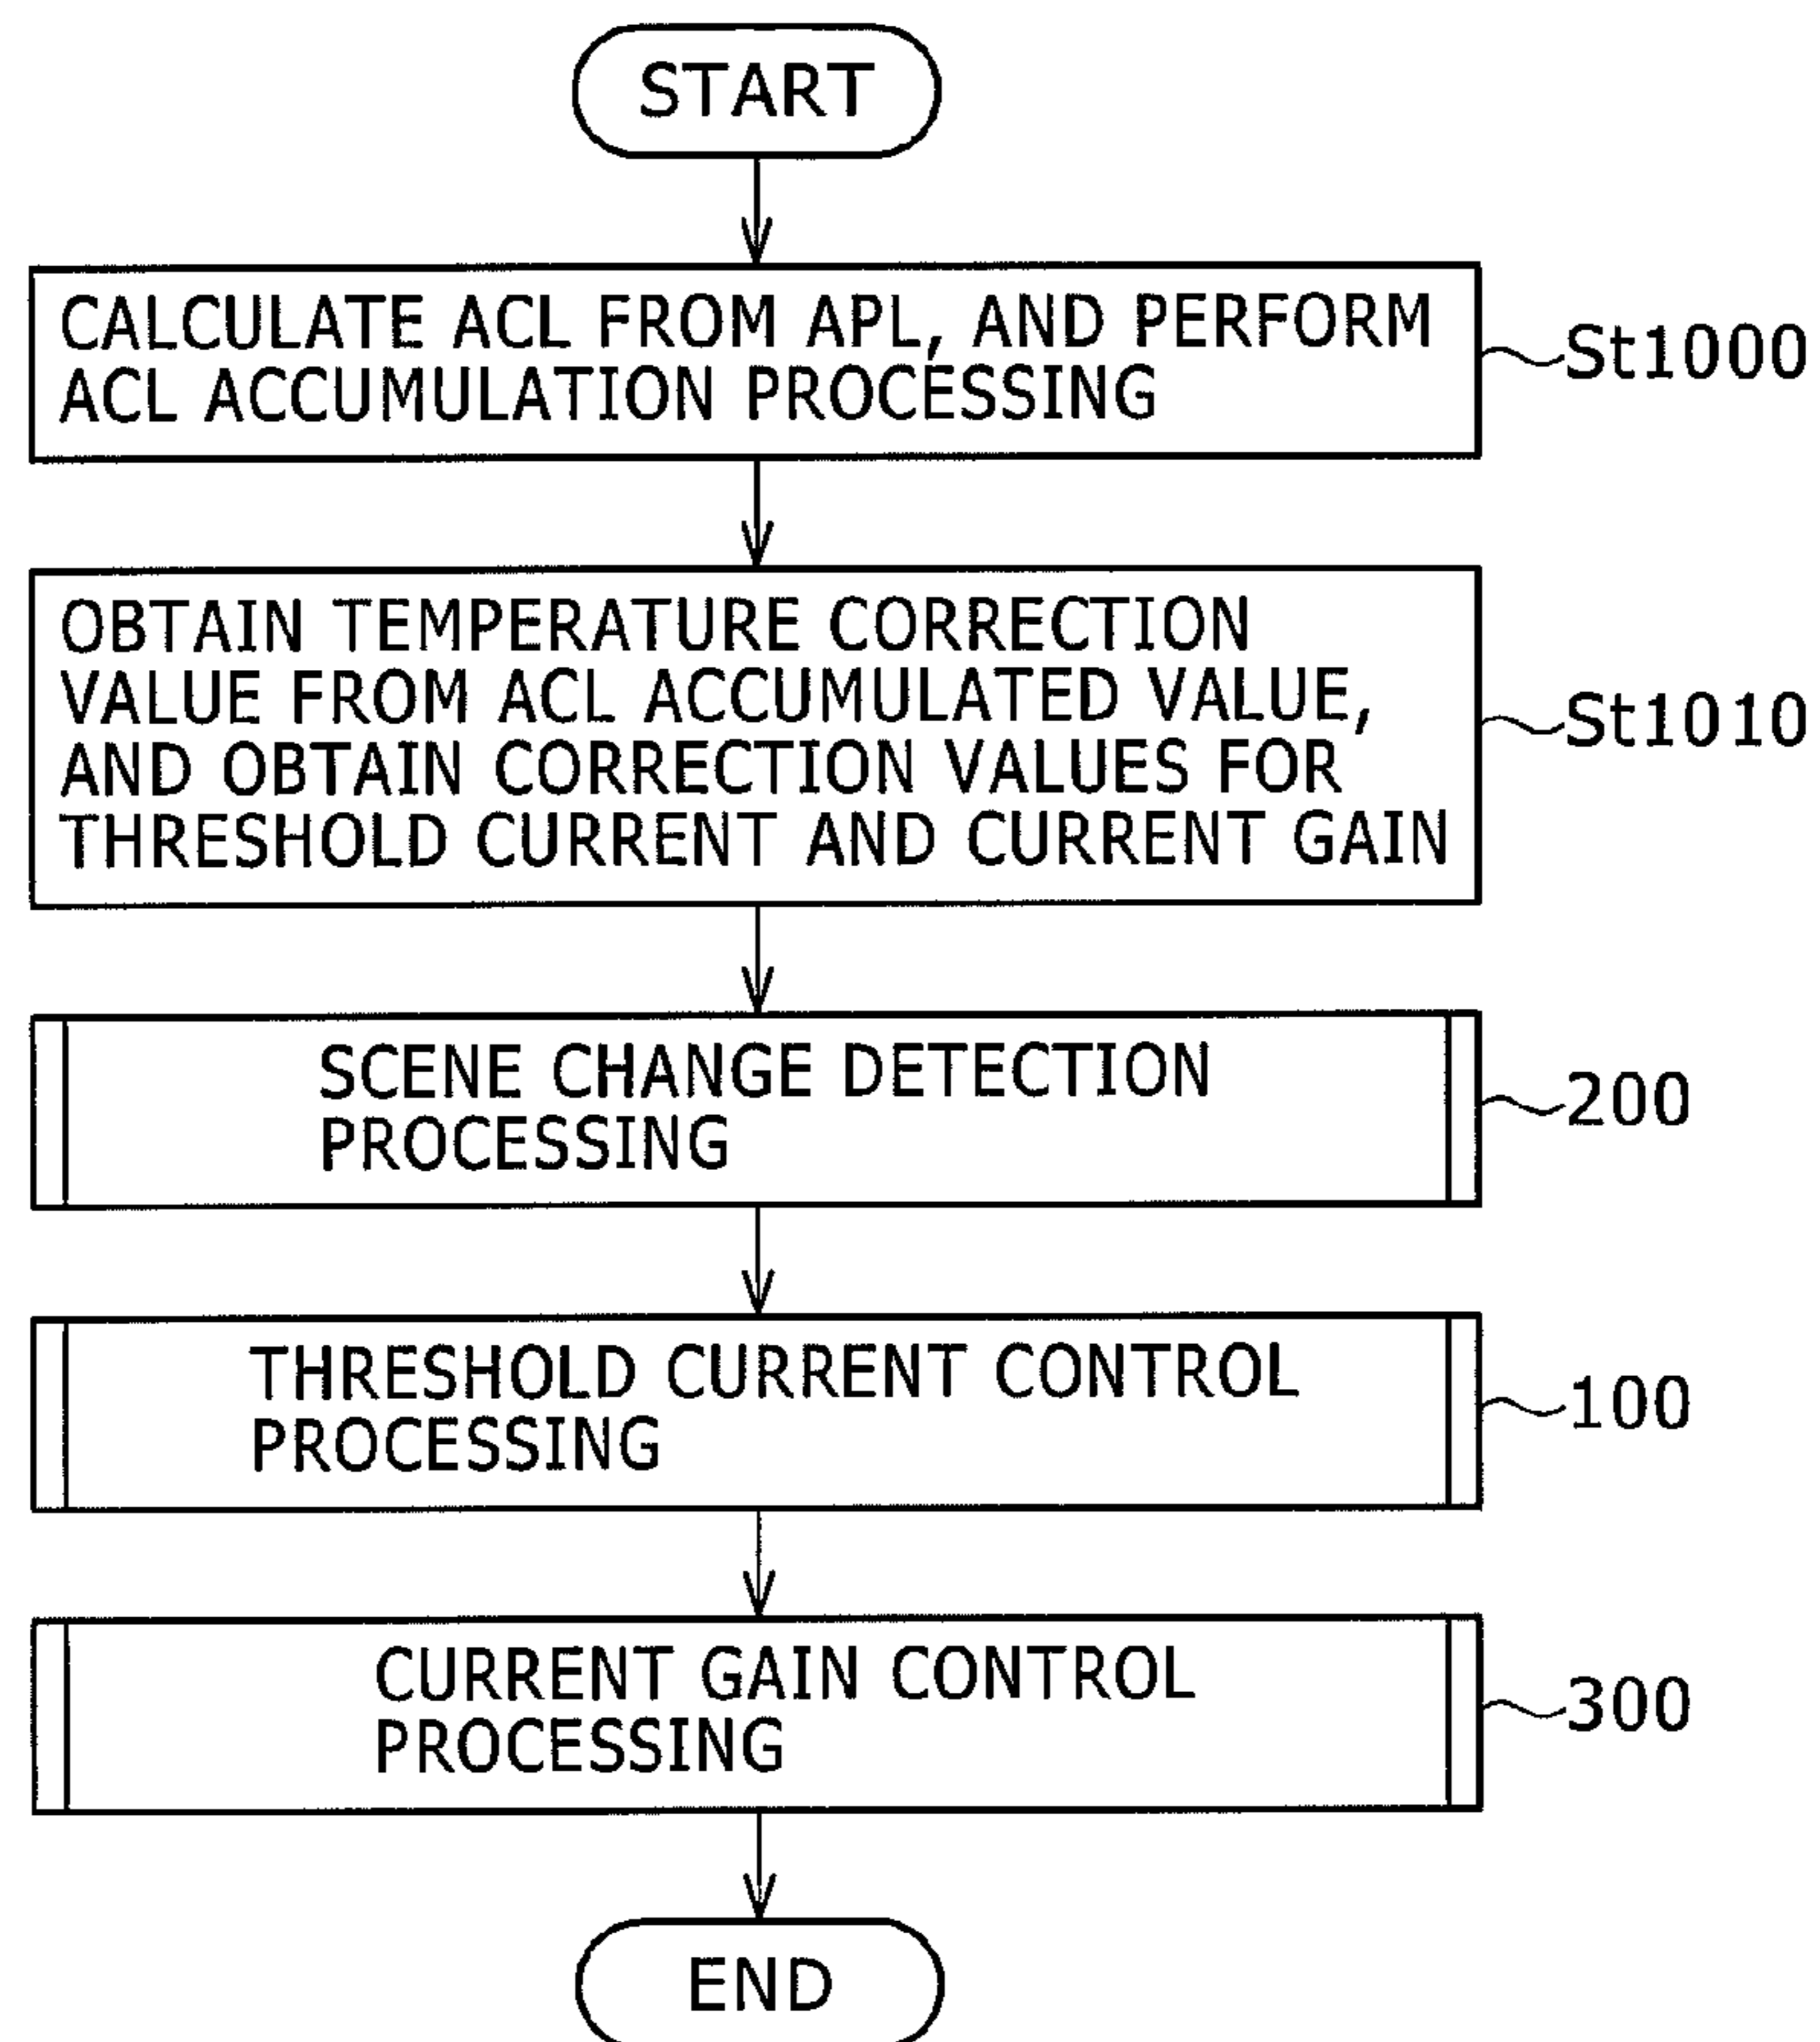 START
CALCULATE ACL FROM APL, AND PERFORM
ACL ACCUMULATION PROCESSING
St1000
OBTAIN TEMPERATURE CORRECTION
VALUE FROM ACL ACCUMULATED VALUE,
AND OBTAIN CORRECTION VALUES FOR
THRESHOLD CURRENT AND CURRENT GAIN
St1010
SCENE CHANGE DETECTION
PROCESSING
200
THRESHOLD CURRENT CONTROL
PROCESSING
100
CURRENT GAIN CONTROL
PROCESSING
300
END